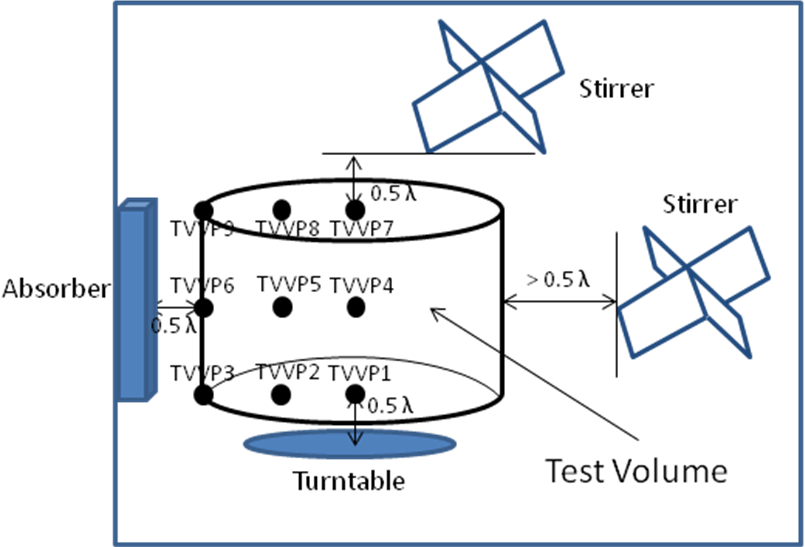 Stirrer
0.5 λ
Stirrer
TVVP9 TVVP8 TVVP7
Absorber
TVVP6 TVVP5 TVVP4
> 0.5 λ
0.5 λ
TVVP3 TVVP2 TVVP1
0.5 λ
Turntable
Test Volume